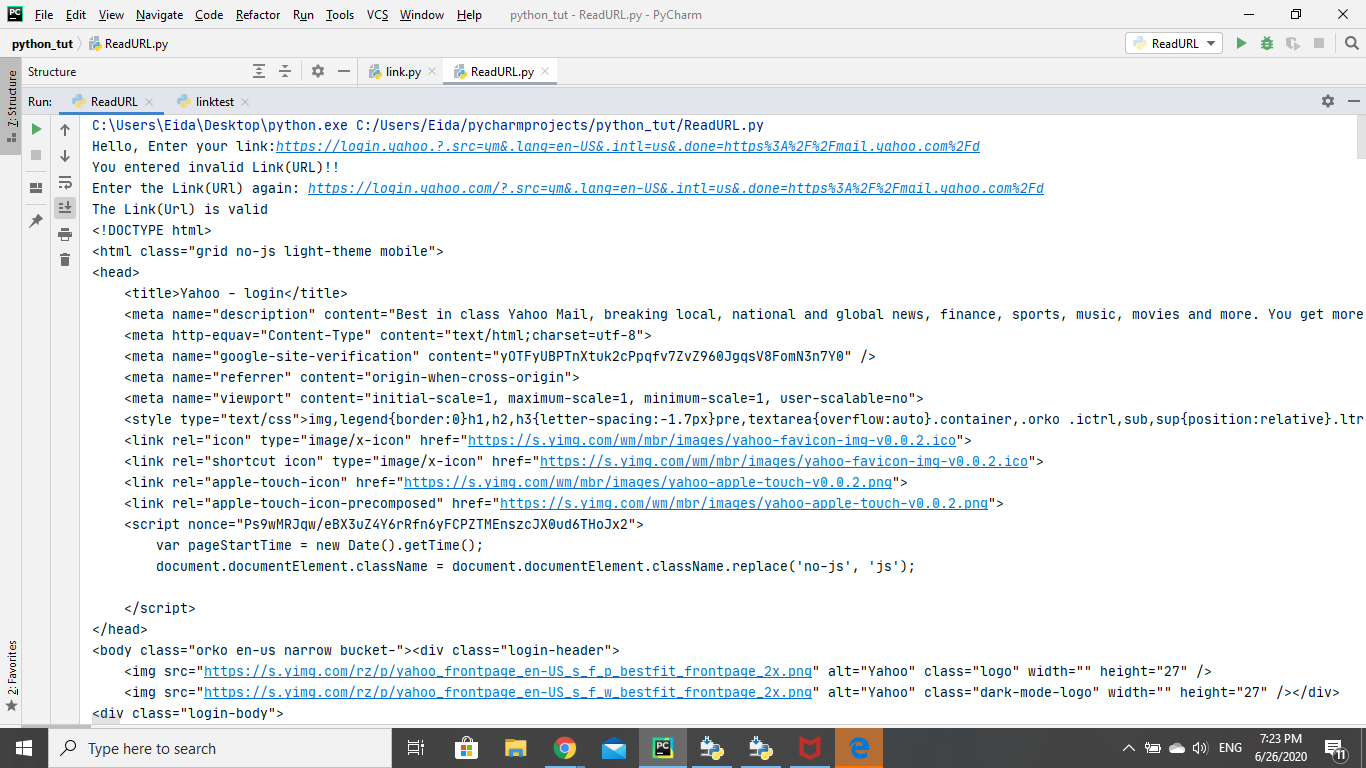 File Edit View Navigate Code Refactor Run Tools VCS Window Help python_tut - ReadURL.py - PyCharm
python_tut ReadURL.py ReadURL
Structure link.py ReadURL.py
Z: Structure
Run: ReadURL linktest
C:\Users\Eida\Desktop\python.exe C:/Users/Eida/pycharmprojects/python_tut/ReadURL.py
Hello, Enter your link:https://login.yahoo.?.src=ym&.lang=en-US&.intl=us&.done=https%3A%2F%2Fmail.yahoo.com%2Fd
You entered invalid Link(URL)!!
Enter the Link(URl) again: https://login.yahoo.com/?.src=ym&.lang=en-US&.intl=us&.done=https%3A%2F%2Fmail.yahoo.com%2Fd
The Link(Url) is valid
<!DOCTYPE html>
<html class="grid no-js light-theme mobile">
<head>
<title>Yahoo - login</title>
<meta name="description" content="Best in class Yahoo Mail, breaking local, national and global news, finance, sports, music, movies and more. You get more
<meta http-equav="Content-Type" content="text/html;charset=utf-8">
<meta name="google-site-verification" content="yOTFyUBPTnXtuk2cPpqfv7ZvZ960JgqsV8FomN3n7Y0" />
<meta name="referrer" content="origin-when-cross-origin">
<meta name="viewport" content="initial-scale=1, maximum-scale=1, minimum-scale=1, user-scalable=no">
<style type="text/css">img,legend{border:0}h1,h2,h3{letter-spacing:-1.7px}pre,textarea{overflow:auto}.container,.orko .ictrl,sub,sup{position:relative}.ltr
<link rel="icon" type="image/x-icon" href="https://s.yimg.com/wm/mbr/images/yahoo-favicon-img-v0.0.2.ico">
<link rel="shortcut icon" type="image/x-icon" href="https://s.yimg.com/wm/mbr/images/yahoo-favicon-img-v0.0.2.ico">
<link rel="apple-touch-icon" href="https://s.yimg.com/wm/mbr/images/yahoo-apple-touch-v0.0.2.png">
<link rel="apple-touch-icon-precomposed" href="https://s.yimg.com/wm/mbr/images/yahoo-apple-touch-v0.0.2.png">
<script nonce="Ps9wMRJqw/eBX3uZ4Y6rRfn6yFCPZTMEnszcJX0ud6THoJx2">
var pageStartTime = new Date().getTime();
document.documentElement.className = document.documentElement.className.replace('no-js', 'js');
</script>
</head>
<body class="orko en-us narrow bucket-"><div class="login-header">
<img src="https://s.yimg.com/rz/p/yahoo_frontpage_en-US_s_f_p_bestfit_frontpage_2x.png" alt="Yahoo" class="logo" width="" height="27" />
<img src="https://s.yimg.com/rz/p/yahoo_frontpage_en-US_s_f_w_bestfit_frontpage_2x.png" alt="Yahoo" class="dark-mode-logo" width="" height="27" /></div>
<div class="login-body">
2: Favorites
Type here to search
ENG
7:23 PM
6/26/2020
11